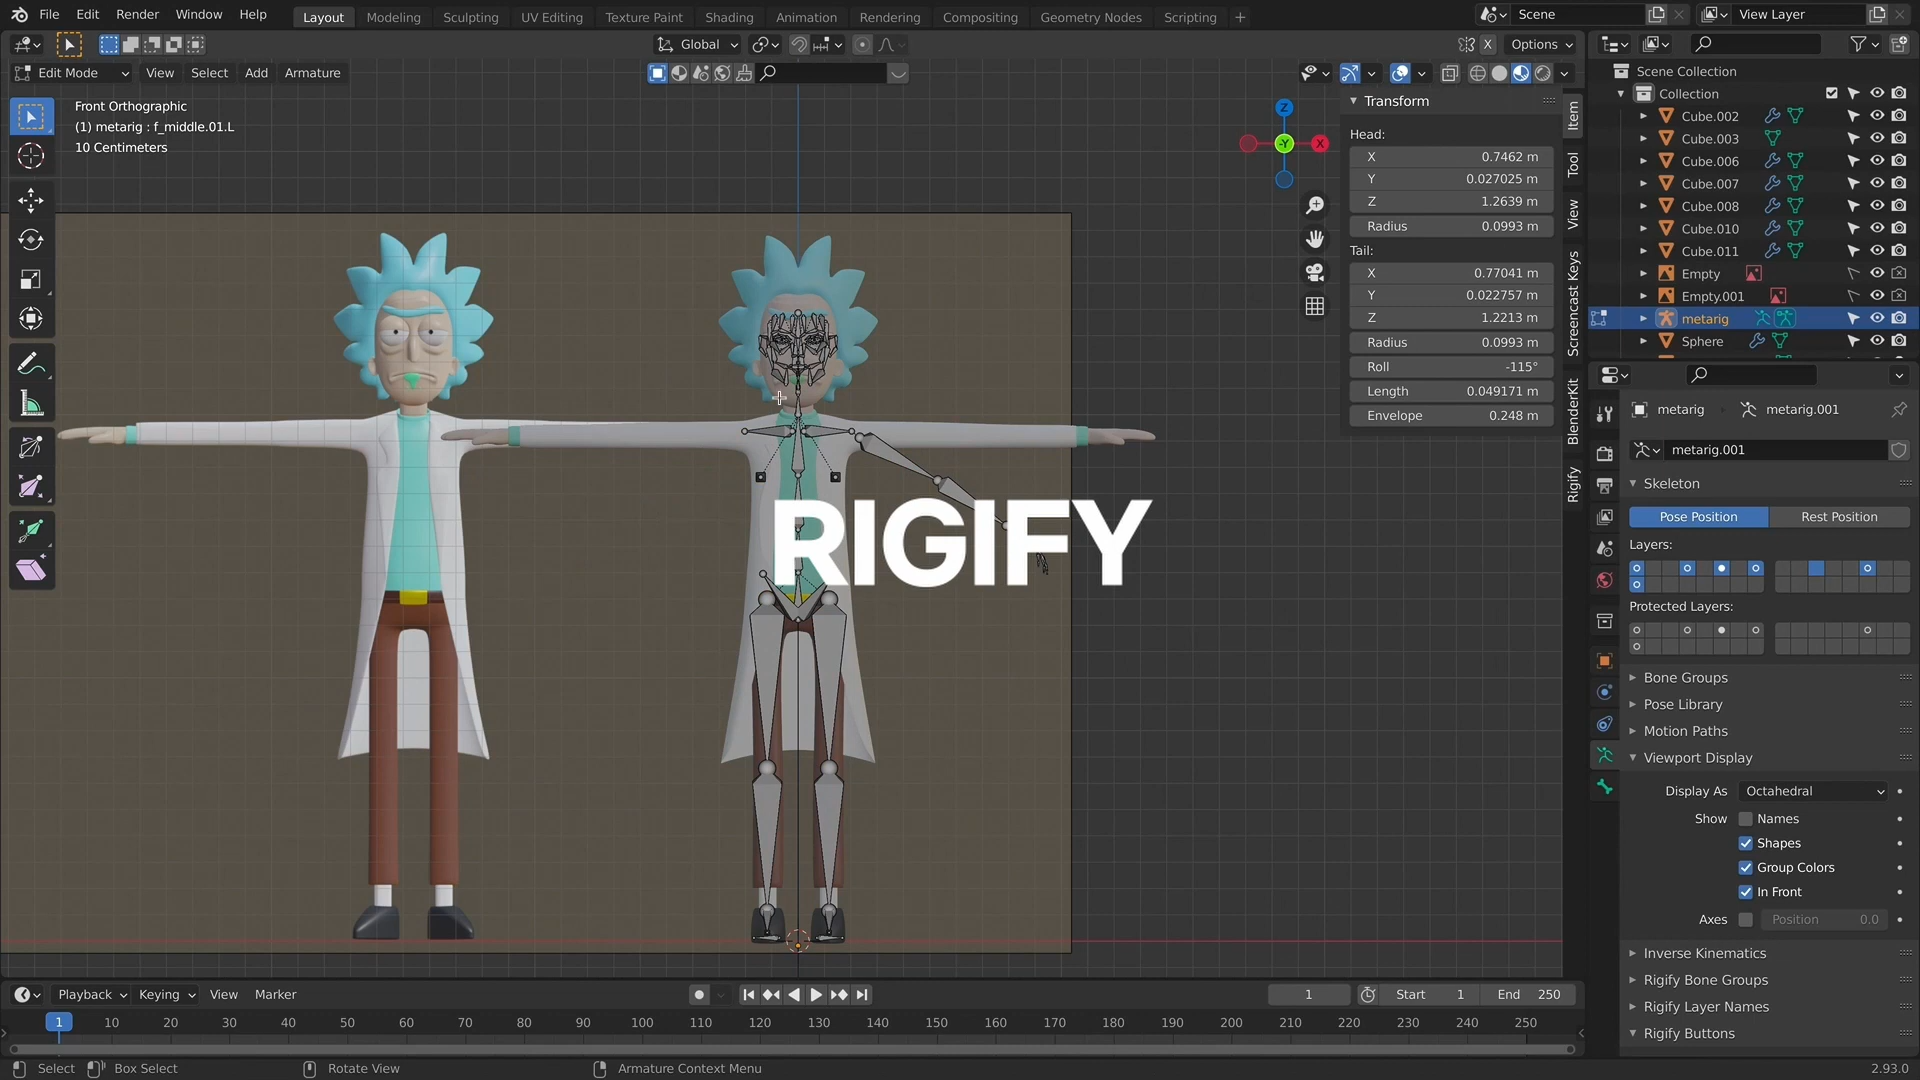 File Edit Render Window Help Layout Modeling Sculpting UV Editing Texture Paint Shading Animation Rendering Compositing Geometry Nodes Scripting + Scene View Layer
Global Options
Edit Mode View Select Add Armature
Front Orthographic
(1) metarig : f_middle.01.L
10 Centimeters
Z
-Y
X
RIGIFY
Transform
Head:
X 0.7462 m
Y 0.027025 m
Z 1.2639 m
Radius 0.0993 m
Tail:
X 0.77041 m
Y 0.022757 m
Z 1.2213 m
Radius 0.0993 m
Roll -115°
Length 0.049171 m
Envelope 0.248 m
Item
Tool
View
Screencast Keys
BlenderKit
Rigify
Scene Collection
Collection
Cube.002
Cube.003
Cube.006
Cube.007
Cube.008
Cube.010
Cube.011
Empty
Empty.001
metarig
Sphere
metarig metarig.001
metarig.001
Skeleton
Pose Position Rest Position
Layers:
Protected Layers:
Bone Groups
Pose Library
Motion Paths
Viewport Display
Display As Octahedral
Show Names
Shapes
Group Colors
In Front
Axes Position 0.0
Inverse Kinematics
Rigify Bone Groups
Rigify Layer Names
Rigify Buttons
Playback Keying View Marker 1 Start 1 End 250
1 10 20 30 40 50 60 70 80 90 100 110 120 130 140 150 160 170 180 190 200 210 220 230 240 250
Select Box Select Rotate View Armature Context Menu 2.93.0